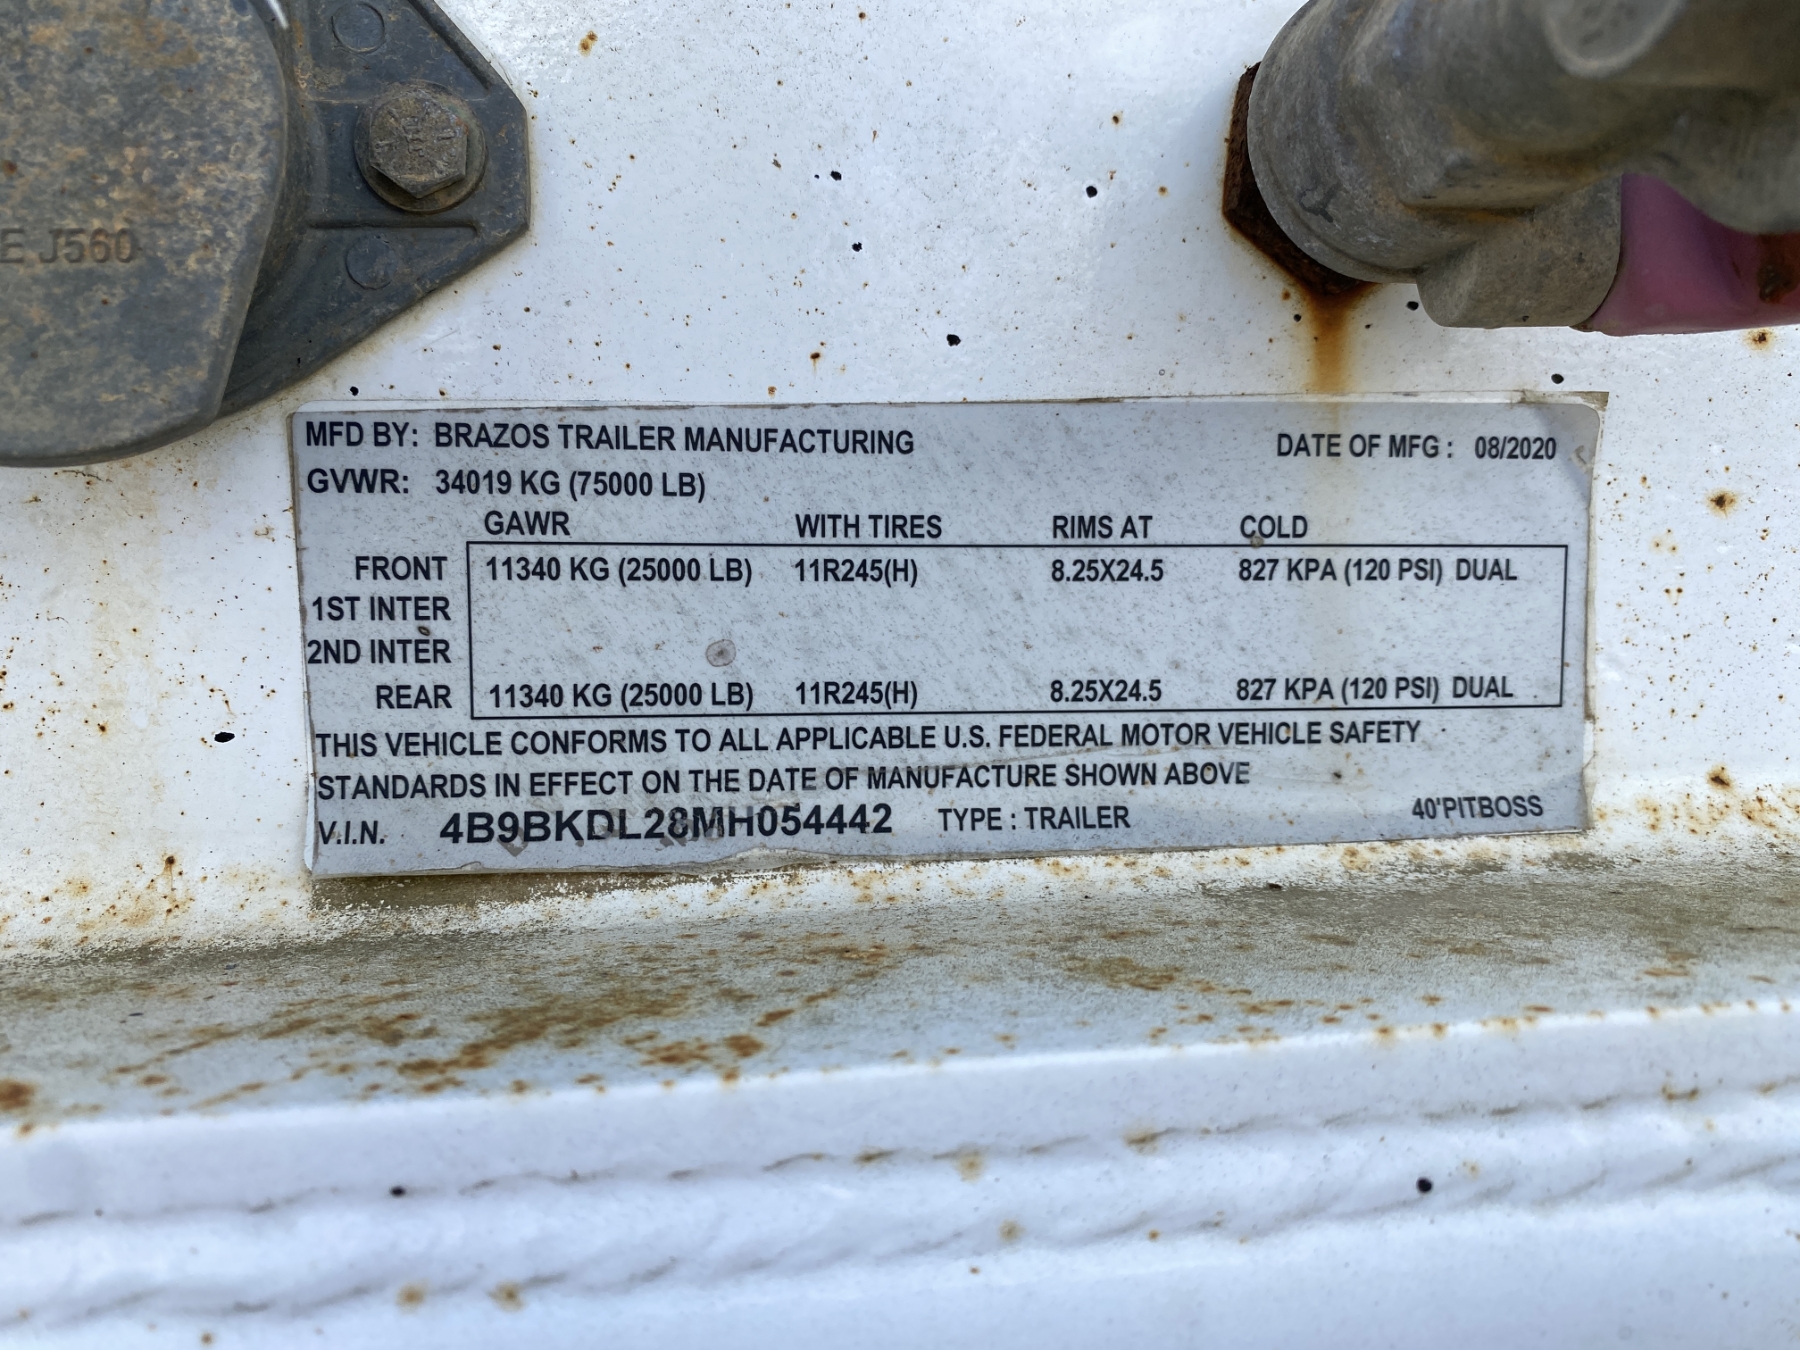 E J560
MFD BY: BRAZOS TRAILER MANUFACTURING DATE OF MFG : 08/2020
GVWR: 34019 KG (75000 LB)
GAWR WITH TIRES RIMS AT COLD
FRONT 11340 KG (25000 LB) 11R245(H) 8.25X24.5 827 KPA (120 PSI) DUAL
1ST INTER
2ND INTER
REAR 11340 KG (25000 LB) 11R245(H) 8.25X24.5 827 KPA (120 PSI) DUAL
THIS VEHICLE CONFORMS TO ALL APPLICABLE U.S. FEDERAL MOTOR VEHICLE SAFETY
STANDARDS IN EFFECT ON THE DATE OF MANUFACTURE SHOWN ABOVE
V.I.N. 4B9BKDL28MH054442 TYPE : TRAILER 40'PITBOSS